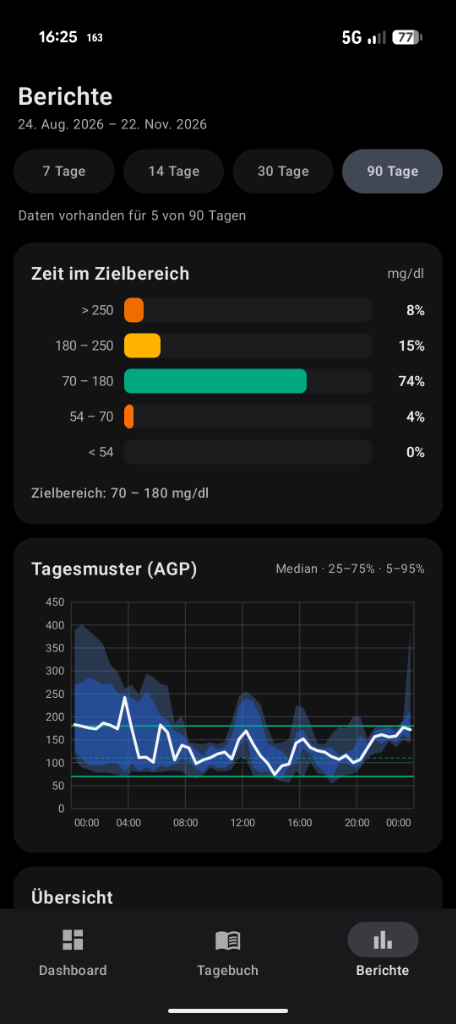 16:25 163 5G 77
Berichte
24. Aug. 2026 – 22. Nov. 2026
7 Tage 14 Tage 30 Tage 90 Tage
Daten vorhanden für 5 von 90 Tagen
Zeit im Zielbereich mg/dl
> 250 8%
180 – 250 15%
70 – 180 74%
54 – 70 4%
< 54 0%
Zielbereich: 70 – 180 mg/dl
Tagesmuster (AGP) Median · 25–75% · 5–95%
450
400
350
300
250
200
150
100
50
0
00:00 04:00 08:00 12:00 16:00 20:00 00:00
Übersicht
Dashboard Tagebuch Berichte